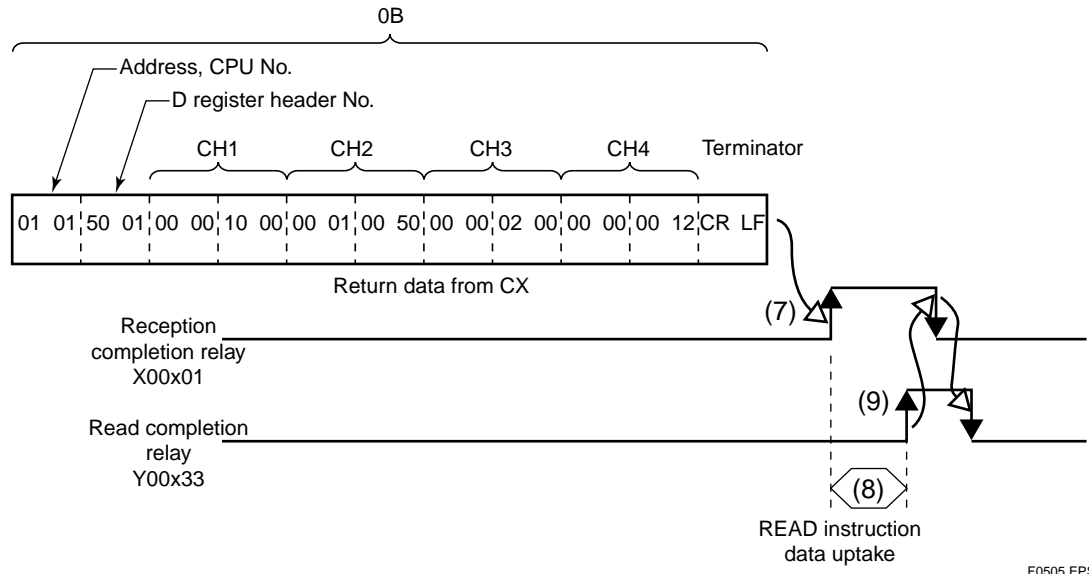 0B
Address, CPU No.
D register header No.
CH1 CH2 CH3 CH4 Terminator
01 01 50 01 00 00 10 00 00 01 00 50 00 00 02 00 00 00 00 12 CR LF
Return data from CX
(7)
Reception
completion relay
X00x01
(9)
Read completion
relay
Y00x33
(8)
READ instruction
data uptake